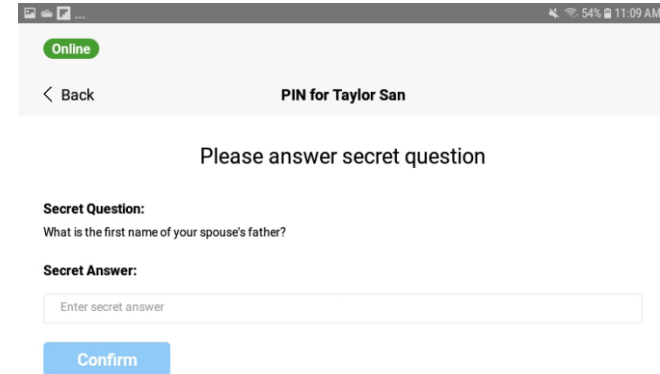 ... 54% 11:09 AM
Online
< Back PIN for Taylor San
Please answer secret question
Secret Question:
What is the first name of your spouse's father?
Secret Answer:
Enter secret answer
Confirm